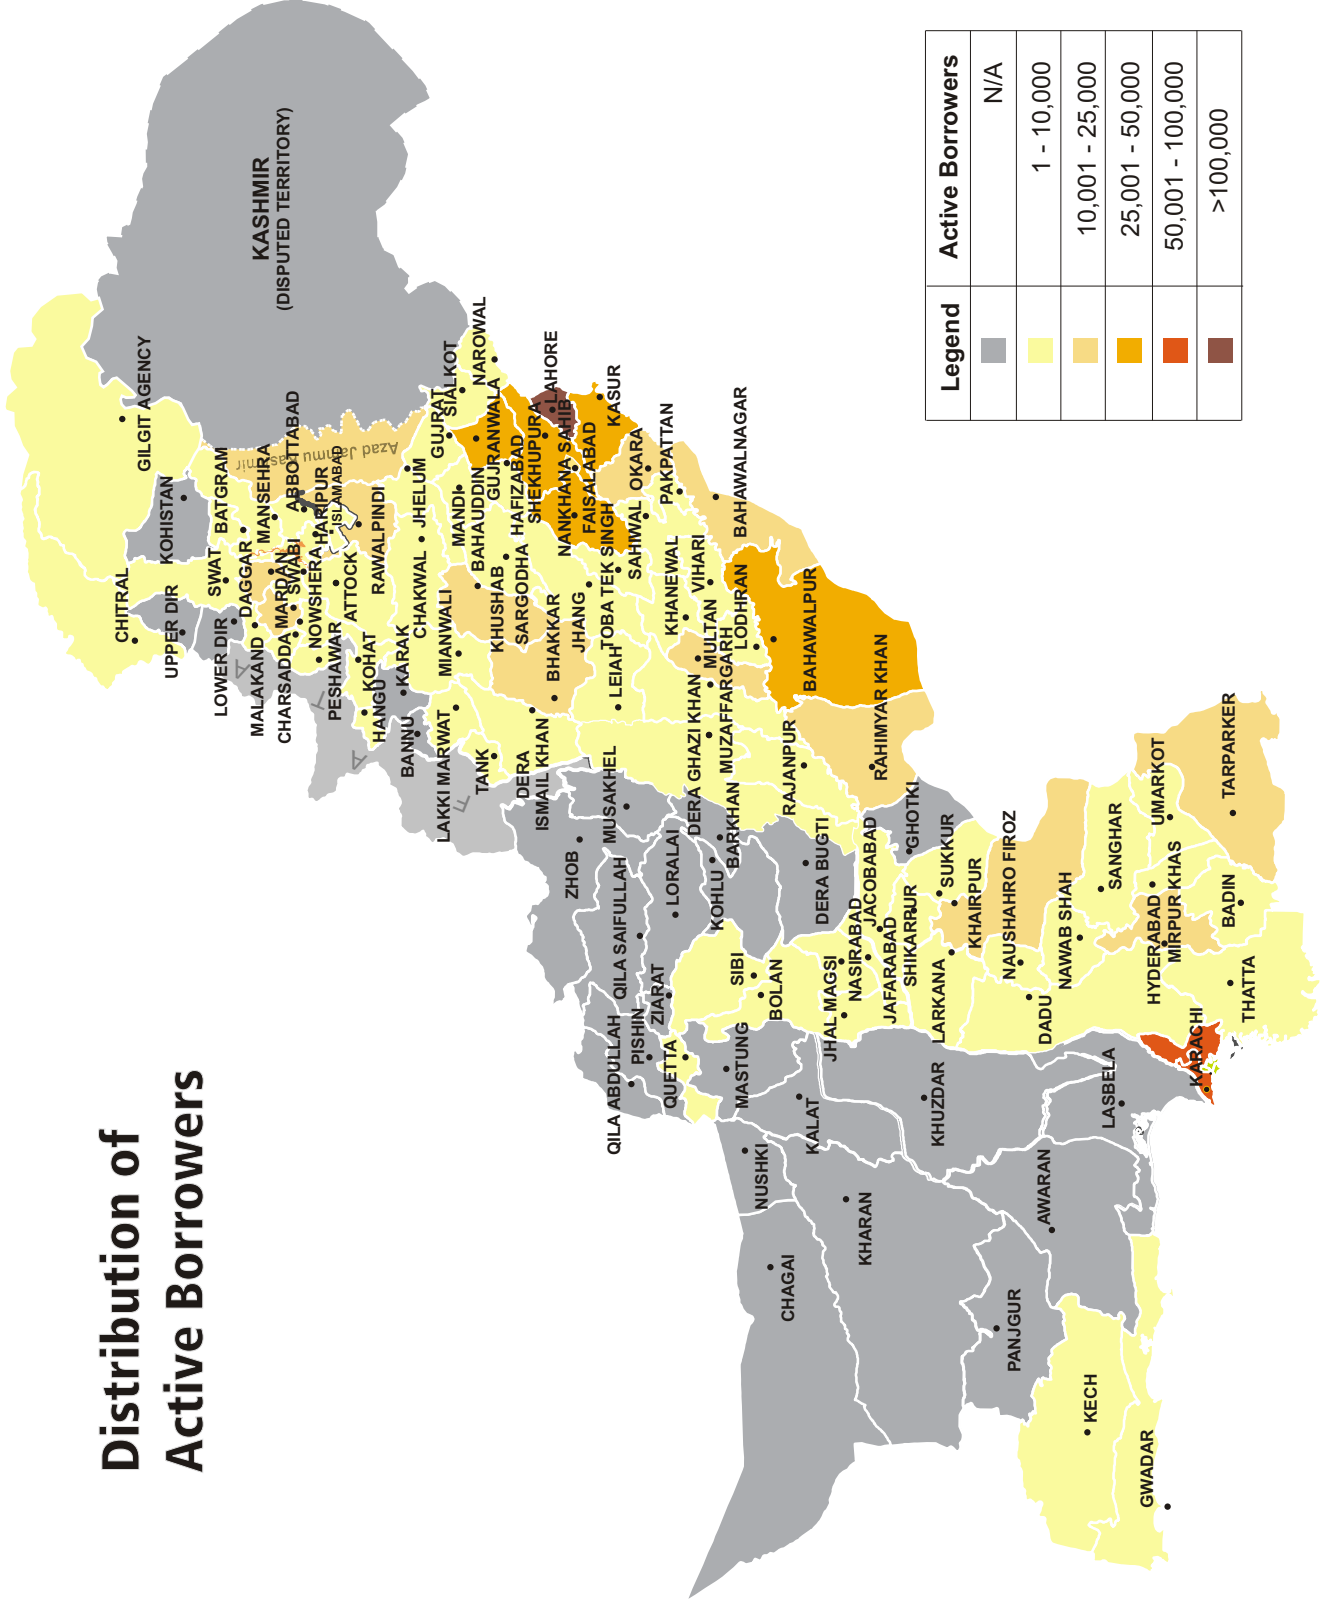 Distribution of
Active Borrowers
Legend
Active Borrowers
N/A
1 - 10,000
10,001 - 25,000
25,001 - 50,000
50,001 - 100,000
>100,000
KASHMIR
(DISPUTED TERRITORY)
GILGIT AGENCY
CHITRAL
KOHISTAN
UPPER DIR
LOWER DIR
SWAT
BATGRAM
DAGGAR
MANSEHRA
MALAKAND
CHARSADDA
MARDAN
SWABI
ABBOTTABAD
HARIPUR
ISLAMABAD
Azad Jammu Kashmir
NOWSHERA
PESHAWAR
ATTOCK
RAWALPINDI
KOHAT
HANGU
KARAK
BANNU
F
A
T
A
CHAKWAL
JHELUM
GUJRAT
SIALKOT
NAROWAL
MIANWALI
MANDI
BAHAUDDIN
GUJRANWALA
HAFIZABAD
SHEKHUPURA
LAHORE
NANKHANA SAHIB
KHUSHAB
SARGODHA
LAKKI MARWAT
TANK
DERA
ISMAIL KHAN
BHAKKAR
JHANG
FAISALABAD
KASUR
TOBA TEK SINGH
OKARA
SAHIWAL
PAKPATTAN
LEIAH
KHANEWAL
VIHARI
MULTAN
LODHRAN
BAHAWALNAGAR
MUZAFFARGARH
DERA GHAZI KHAN
BAHAWALPUR
RAJANPUR
RAHIMYAR KHAN
ZHOB
MUSAKHEL
QILA SAIFULLAH
LORALAI
BARKHAN
KOHLU
DERA BUGTI
ZIARAT
QILA ABDULLAH
PISHIN
QUETTA
SIBI
BOLAN
MASTUNG
KALAT
NUSHKI
CHAGAI
KHARAN
JHAL MAGSI
NASIRABAD
JAFARABAD
JACOBABAD
SHIKARPUR
GHOTKI
SUKKUR
LARKANA
KHAIRPUR
NAUSHAHRO FIROZ
DADU
NAWAB SHAH
SANGHAR
UMARKOT
MIRPUR KHAS
HYDERABAD
TARPARKER
BADIN
THATTA
KARACHI
KHUZDAR
LASBELA
AWARAN
PANJGUR
KECH
GWADAR